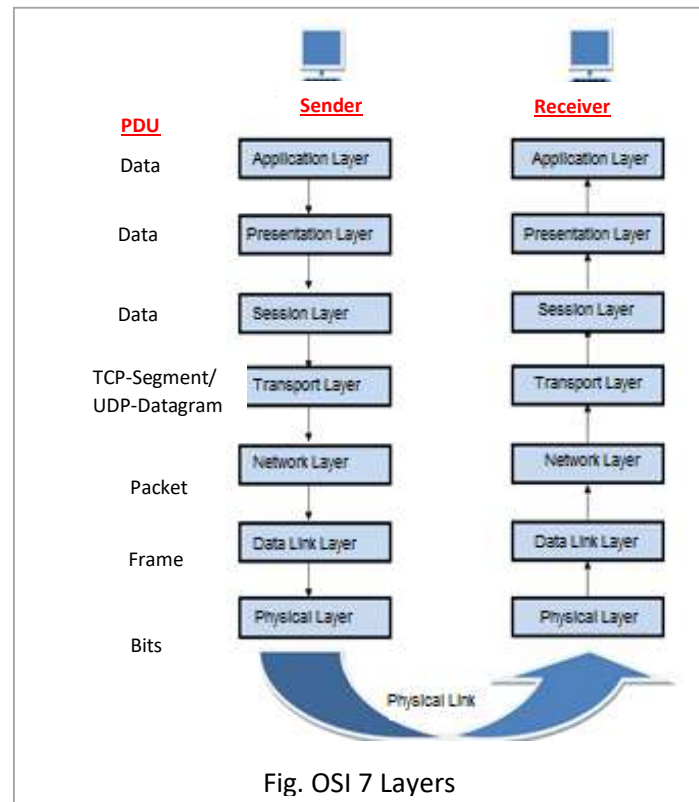 Sender
Receiver
PDU
Data
Application Layer
Application Layer
Data
Presentation Layer
Presentation Layer
Data
Session Layer
Session Layer
TCP-Segment/
UDP-Datagram
Transport Layer
Transport Layer
Packet
Network Layer
Network Layer
Frame
Data Link Layer
Data Link Layer
Bits
Physical Layer
Physical Layer
Physical Link
Fig. OSI 7 Layers